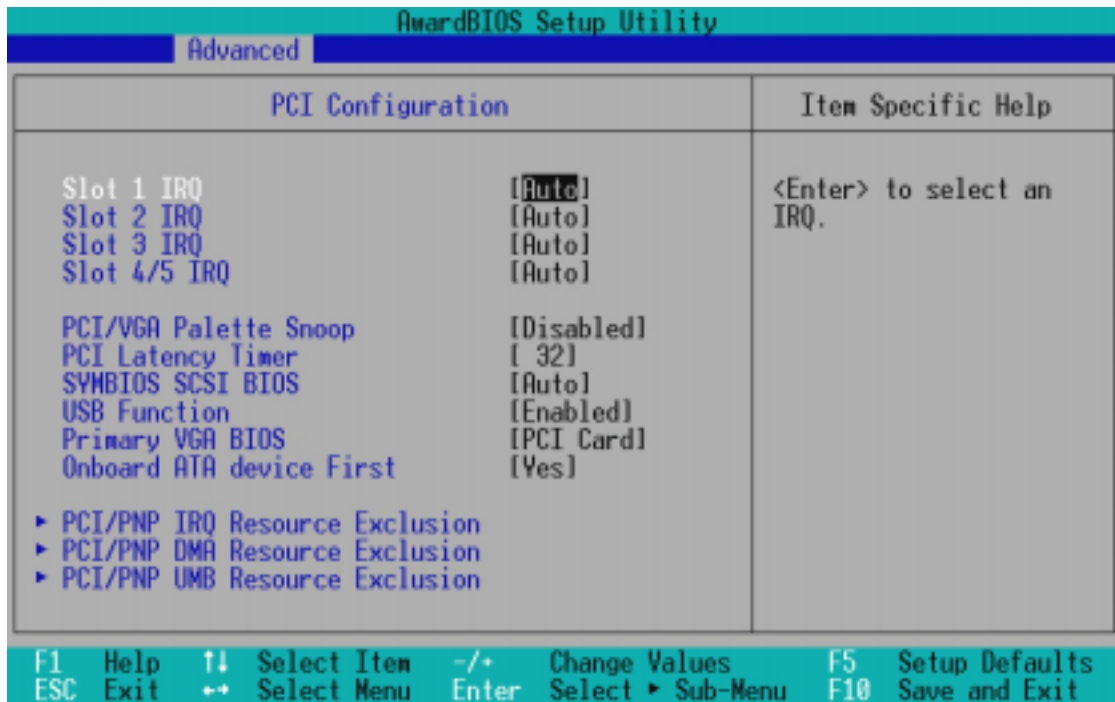 AwardBIOS Setup Utility
Advanced
PCI Configuration
Item Specific Help
Slot 1 IRQ [Auto]
Slot 2 IRQ [Auto]
Slot 3 IRQ [Auto]
Slot 4/5 IRQ [Auto]
PCI/VGA Palette Snoop [Disabled]
PCI Latency Timer [ 32]
SYMBIOS SCSI BIOS [Auto]
USB Function [Enabled]
Primary VGA BIOS [PCI Card]
Onboard ATA device First [Yes]
▸ PCI/PNP IRQ Resource Exclusion
▸ PCI/PNP DMA Resource Exclusion
▸ PCI/PNP UMB Resource Exclusion
<Enter> to select an
IRQ.
F1 Help ↑↓ Select Item -/+ Change Values F5 Setup Defaults
ESC Exit ←→ Select Menu Enter Select ▸ Sub-Menu F10 Save and Exit